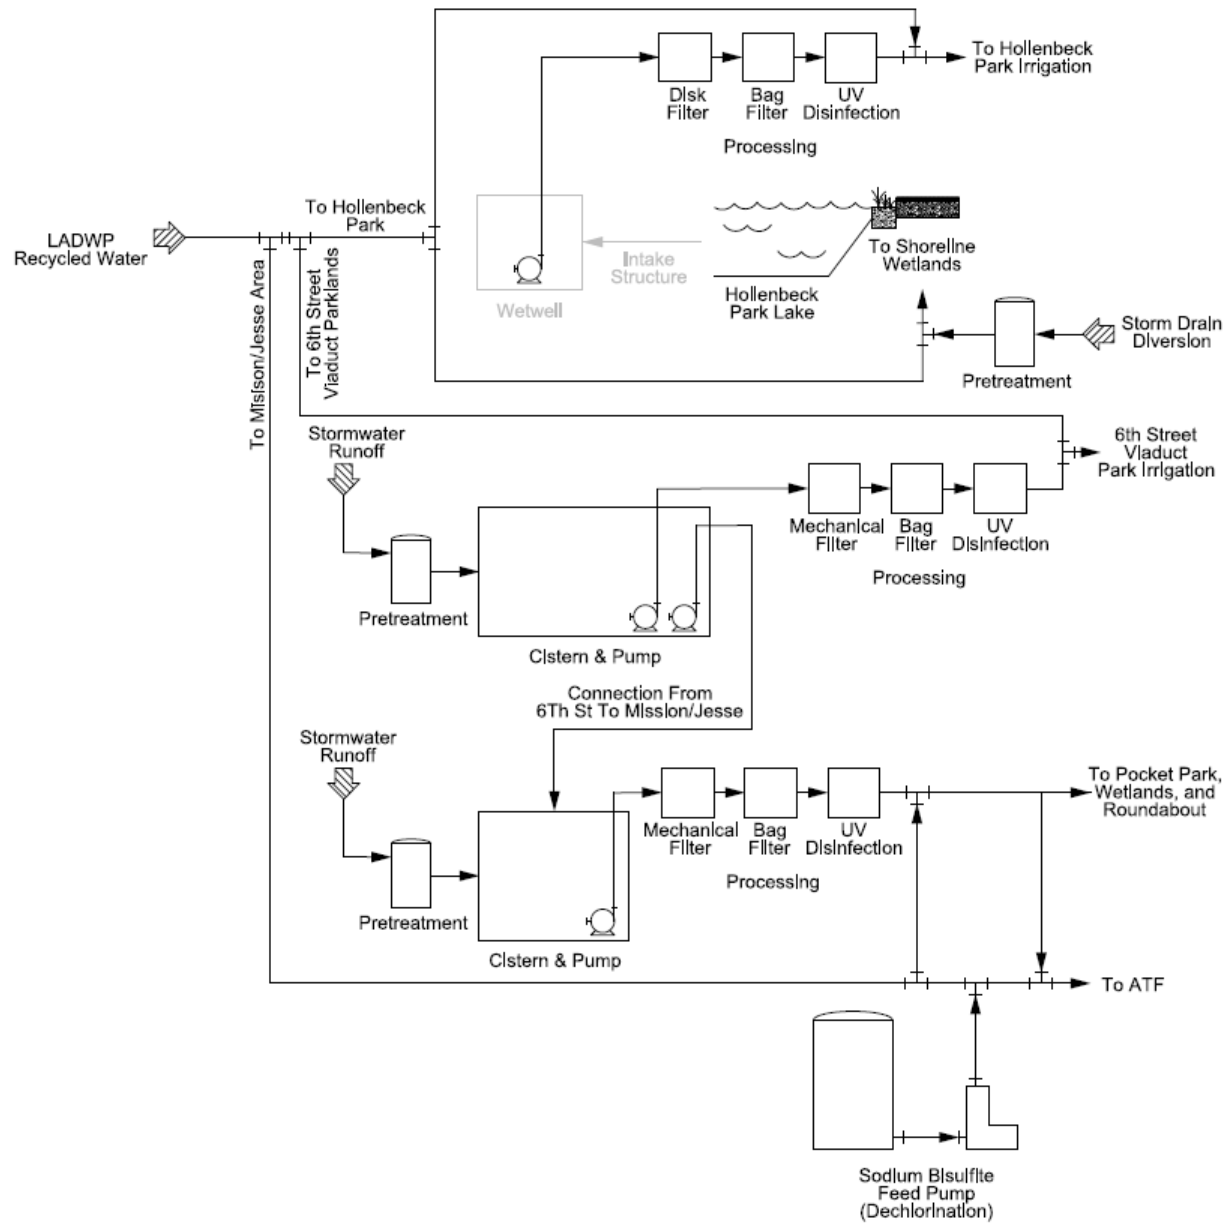 To Hollenbeck
Park Irrigation
Disk
Filter
Bag
Filter
UV
Disinfection
Processing
To Hollenbeck
Park
LADWP
Recycled Water
Intake
Structure
Wetwell
To Shoreline
Wetlands
Hollenbeck
Park Lake
Storm Drain
Diversion
Pretreatment
To Mission/Jesse Area
To 6th Street
Viaduct Parklands
Stormwater
Runoff
6th Street
Viaduct
Park Irrigation
Mechanical
Filter
Bag
Filter
UV
Disinfection
Processing
Pretreatment
Cistern & Pump
Connection From
6Th St To Mission/Jesse
Stormwater
Runoff
To Pocket Park,
Wetlands, and
Roundabout
Mechanical
Filter
Bag
Filter
UV
Disinfection
Processing
Pretreatment
Cistern & Pump
To ATF
Sodium Bisulfite
Feed Pump
(Dechlorination)